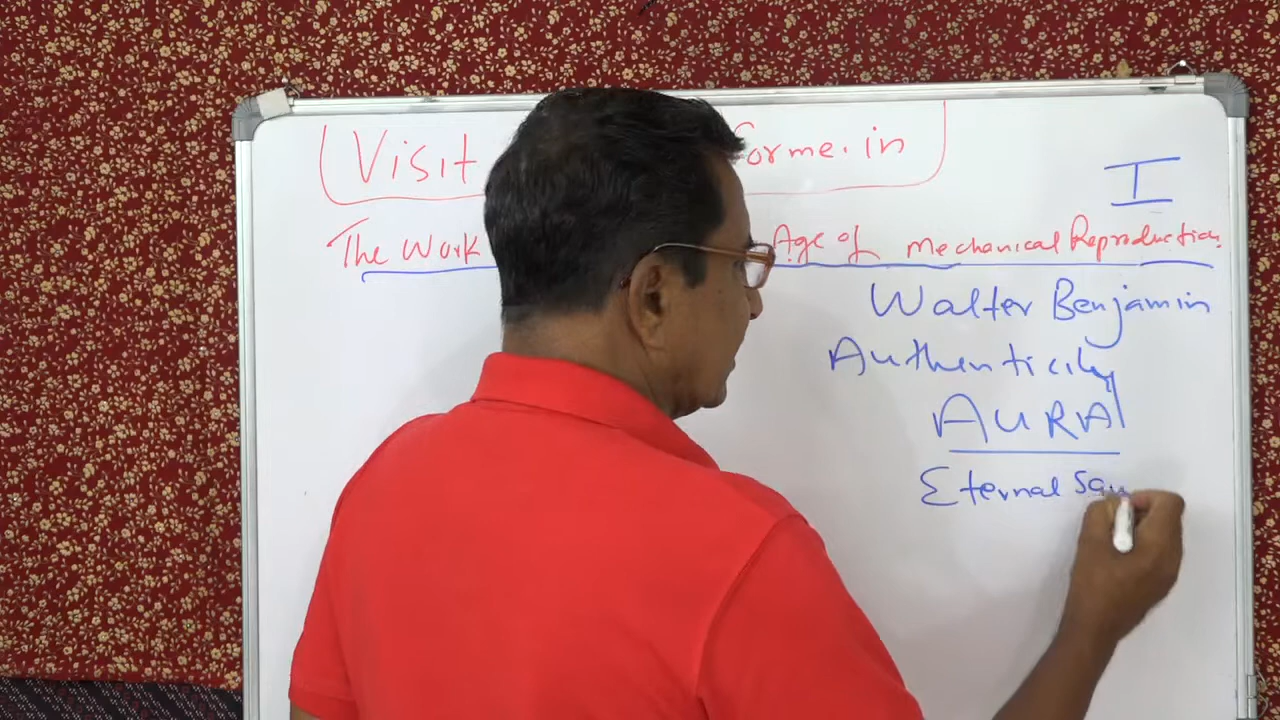 Visit forme.in
I
The Work Age of Mechanical Reproduction
Walter Benjamin
Authenticity
AURA
Eternal